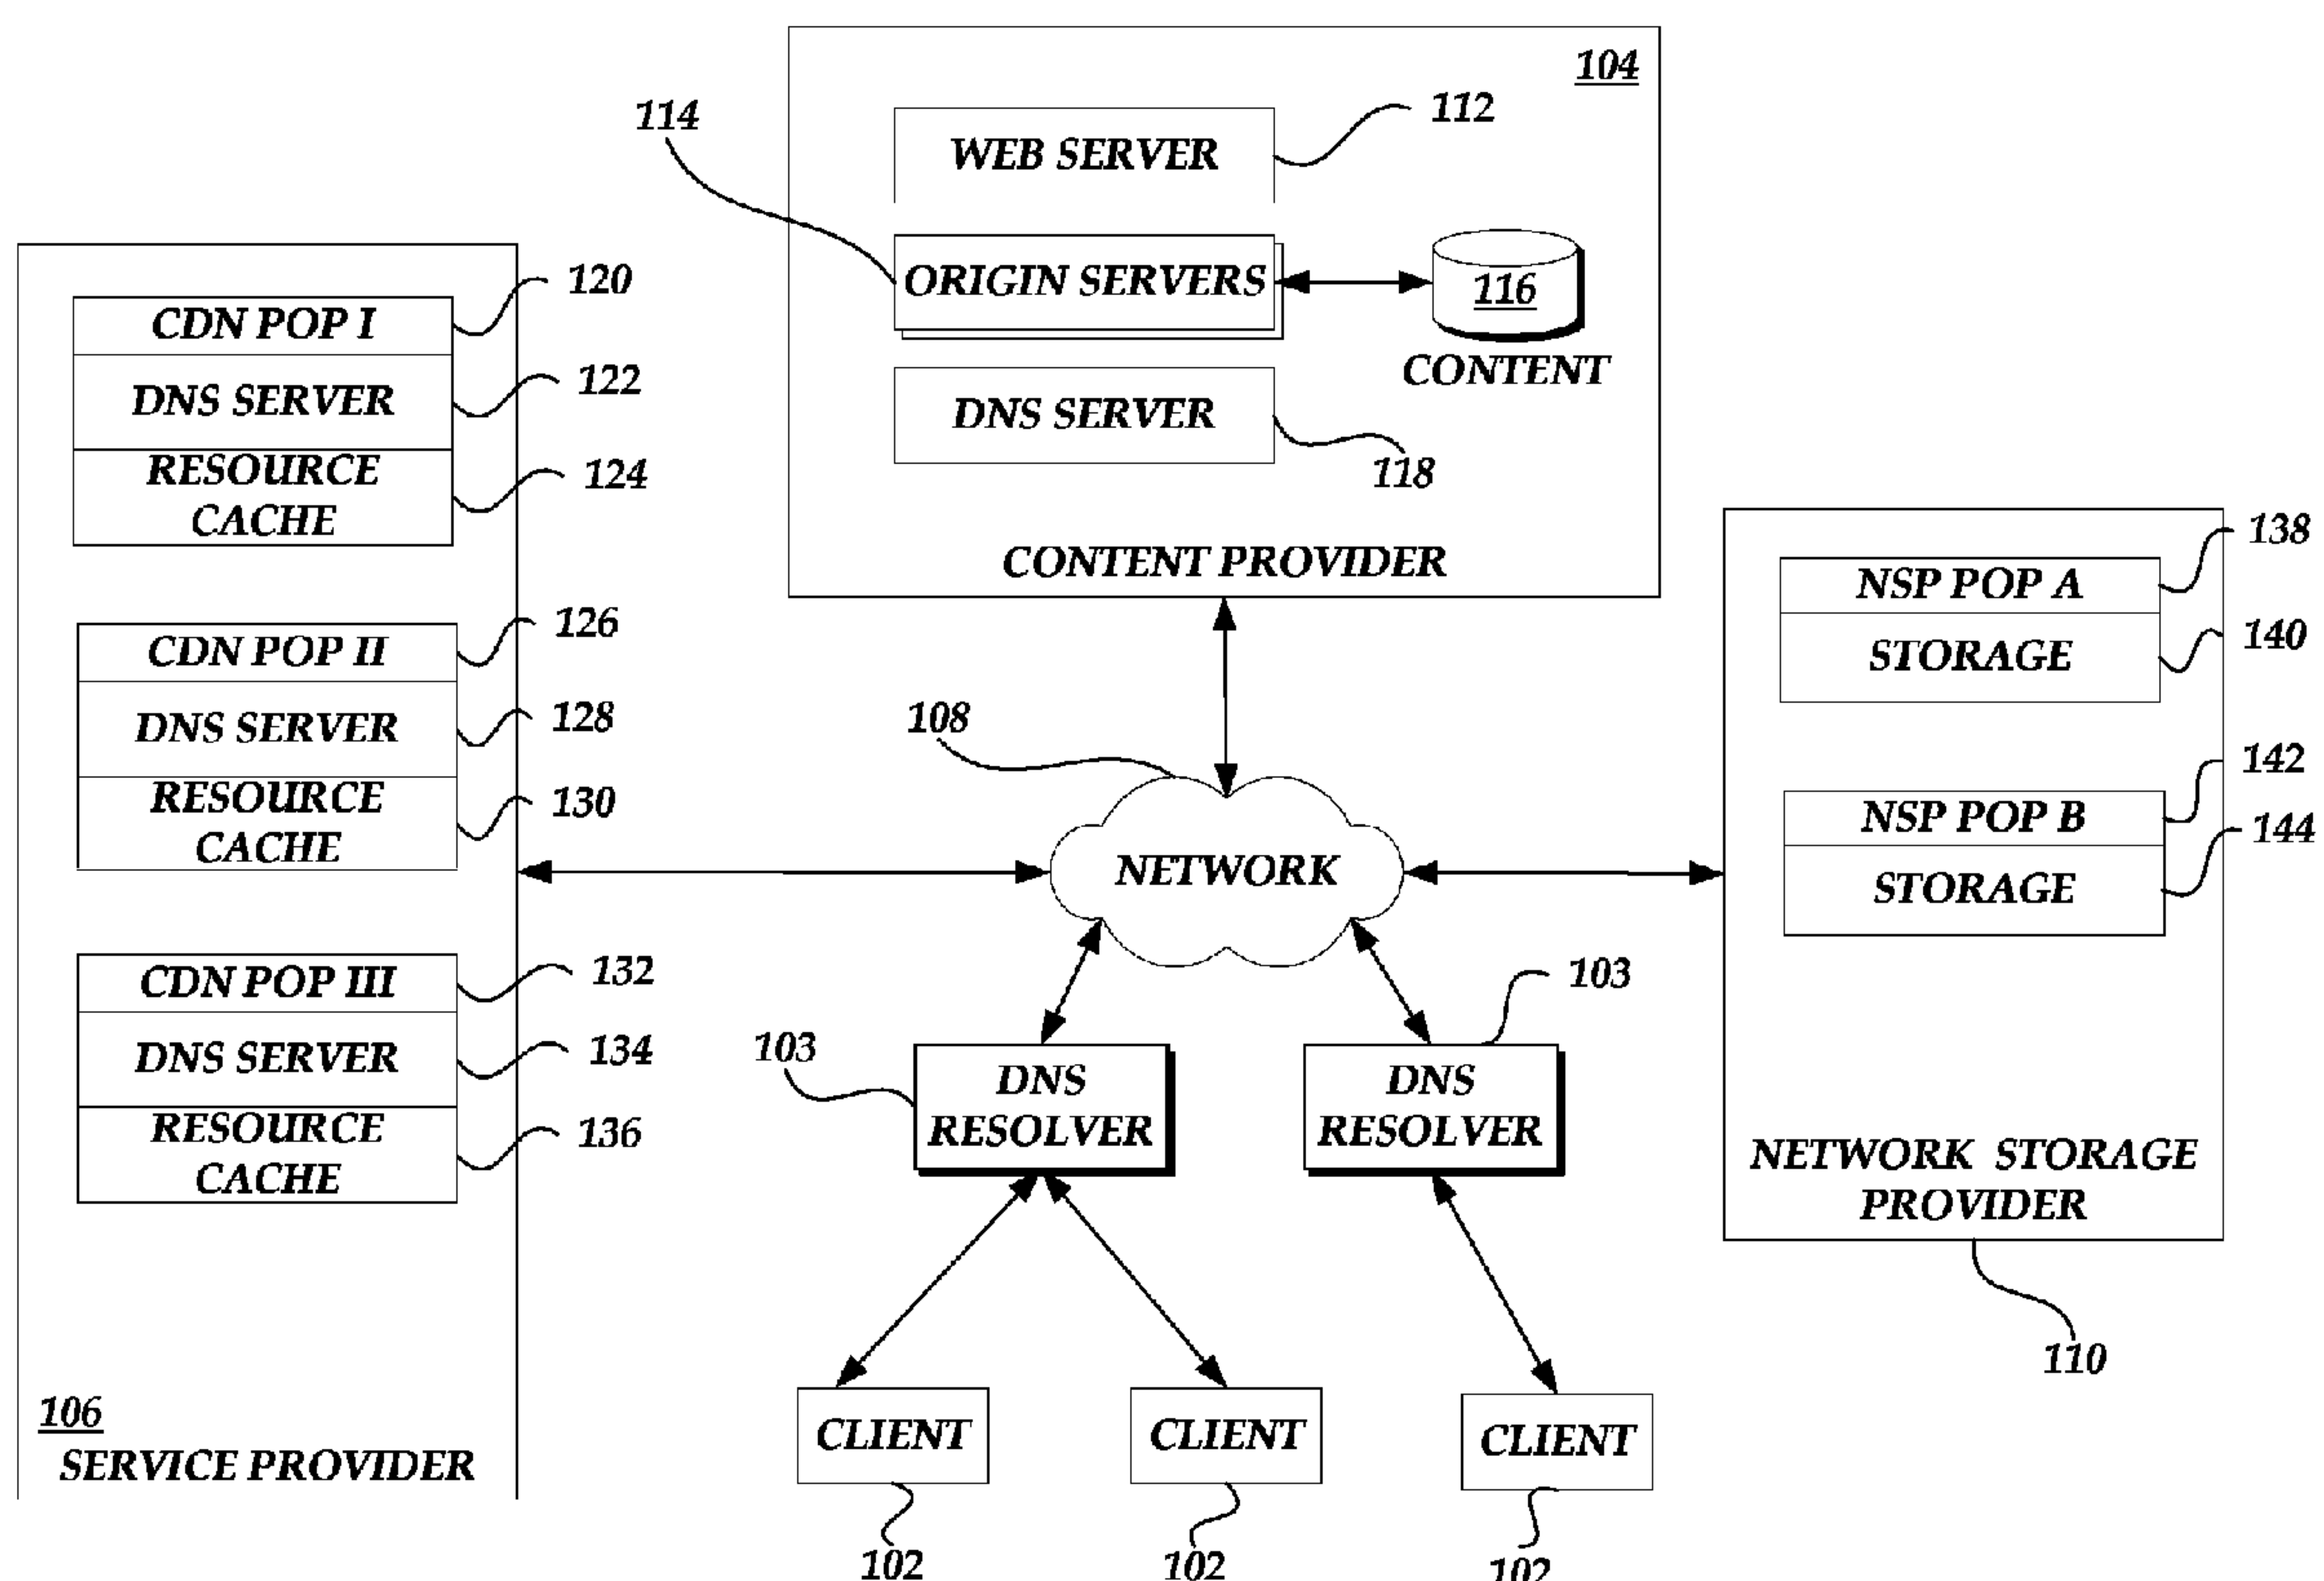 104
114
112
WEB SERVER
ORIGIN SERVERS
116
CONTENT
DNS SERVER
118
CONTENT PROVIDER
120
CDN POP I
122
DNS SERVER
124
RESOURCE
CACHE
126
CDN POP II
128
DNS SERVER
130
RESOURCE
CACHE
132
CDN POP III
134
DNS SERVER
136
RESOURCE
CACHE
106
SERVICE PROVIDER
108
NETWORK
138
NSP POP A
140
STORAGE
142
NSP POP B
144
STORAGE
NETWORK STORAGE
PROVIDER
110
103
DNS
RESOLVER
103
DNS
RESOLVER
CLIENT
CLIENT
CLIENT
102
102
102